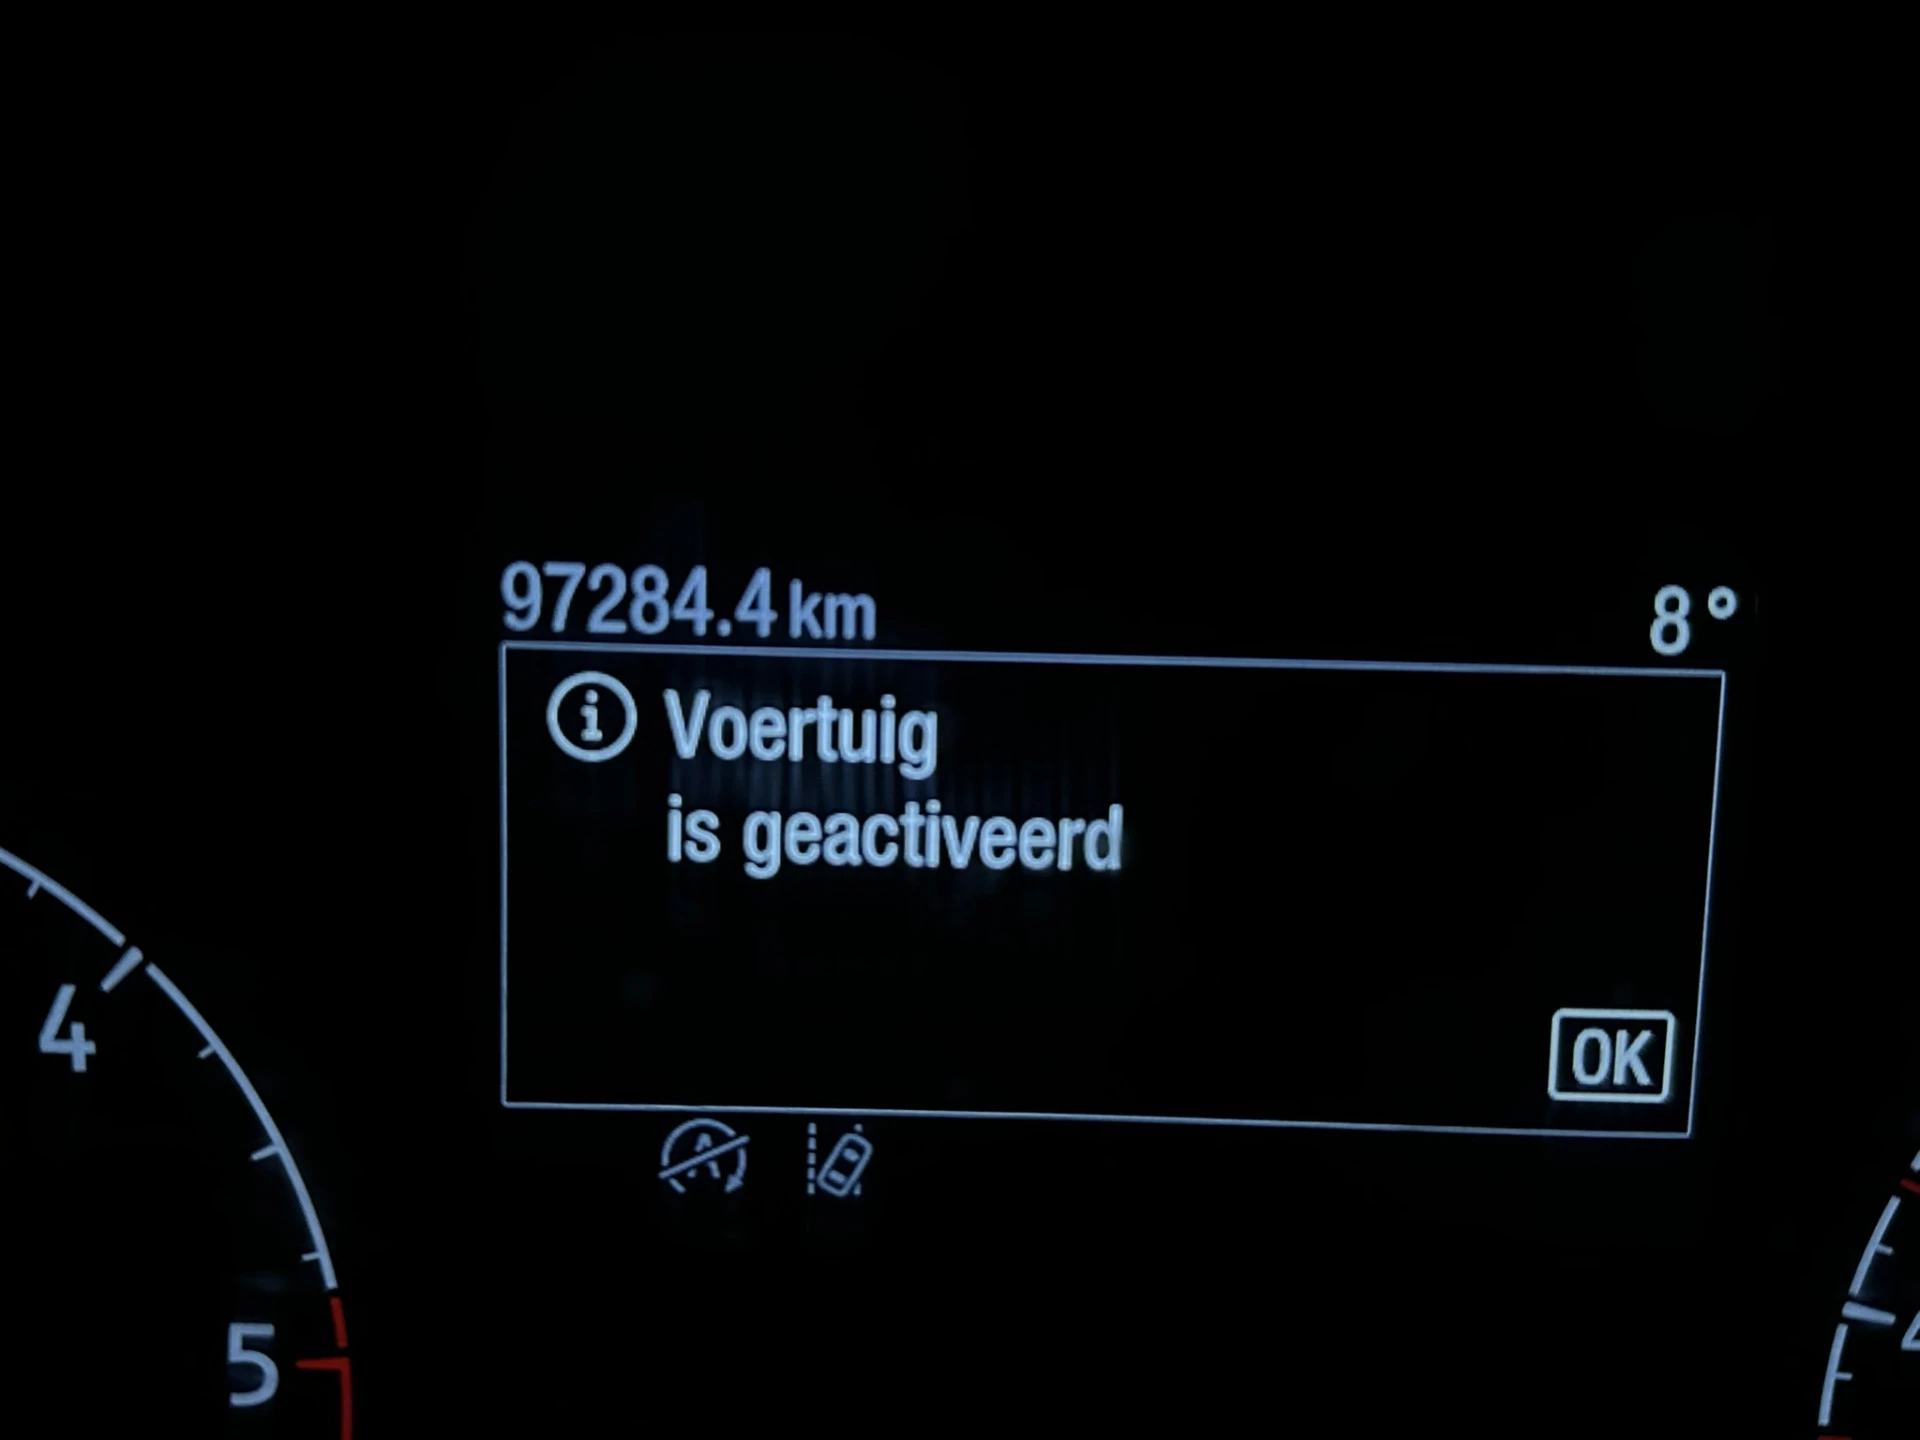 97284.4 km 8°
i Voertuig
is geactiveerd
OK
A
4
5